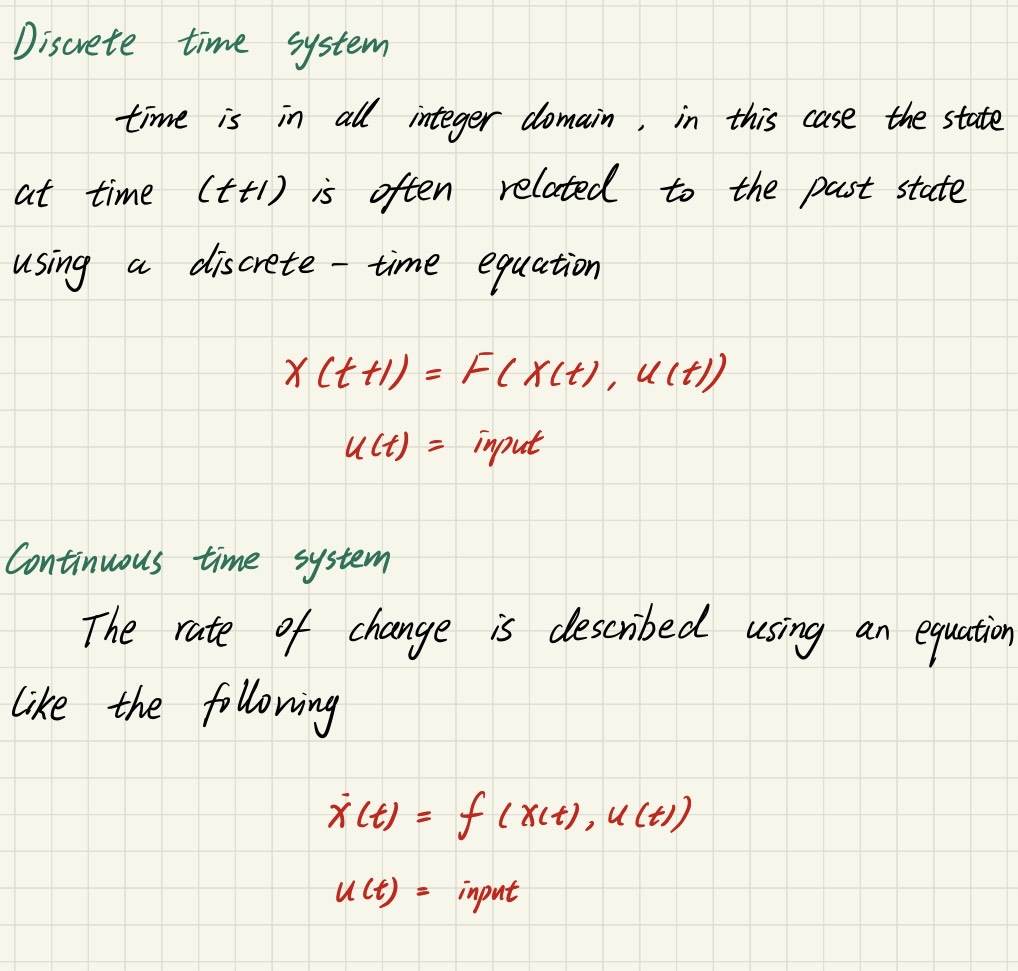 Discrete time system
time is in all integer domain, in this case the state
at time (t+1) is often related to the past state
using a discrete-time equation
X(t+1) = F(X(t), u(t))
u(t) = input
Continuous time system
The rate of change is described using an equation
like the following
ẋ(t) = f(x(t), u(t))
u(t) = input